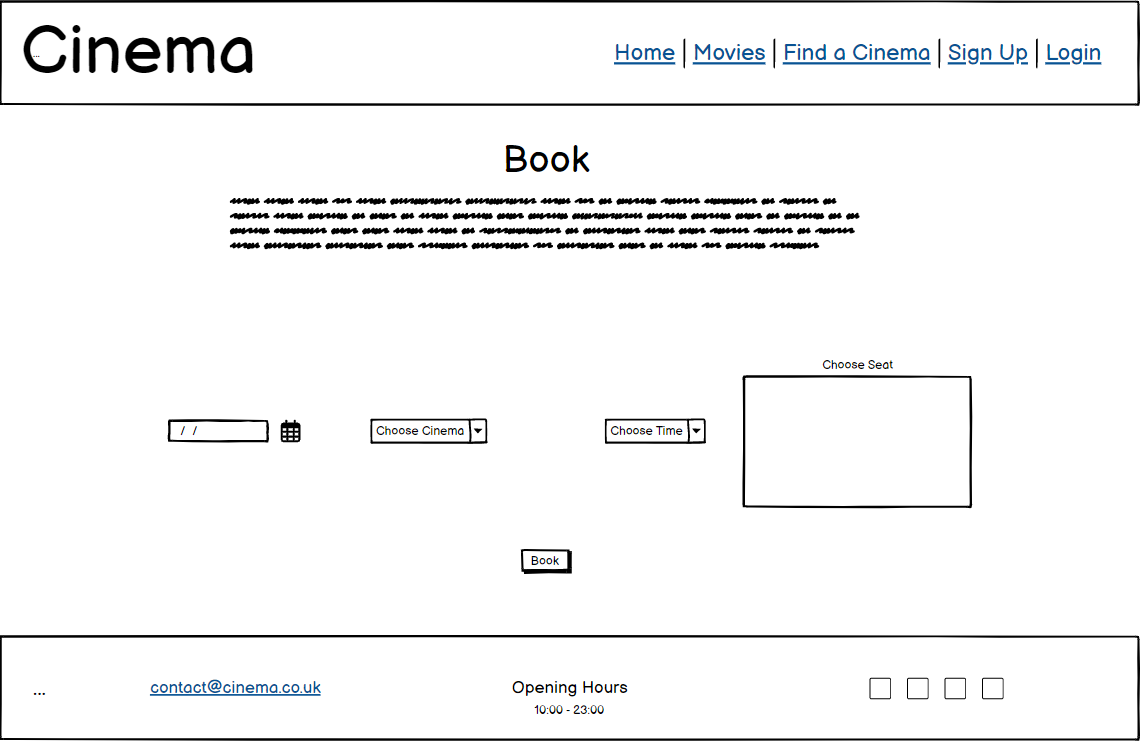 Cinema
Home | Movies | Find a Cinema | Sign Up | Login
Book
Choose Seat
/ /
Choose Cinema
Choose Time
Book
... contact@cinema.co.uk Opening Hours
10:00 - 23:00